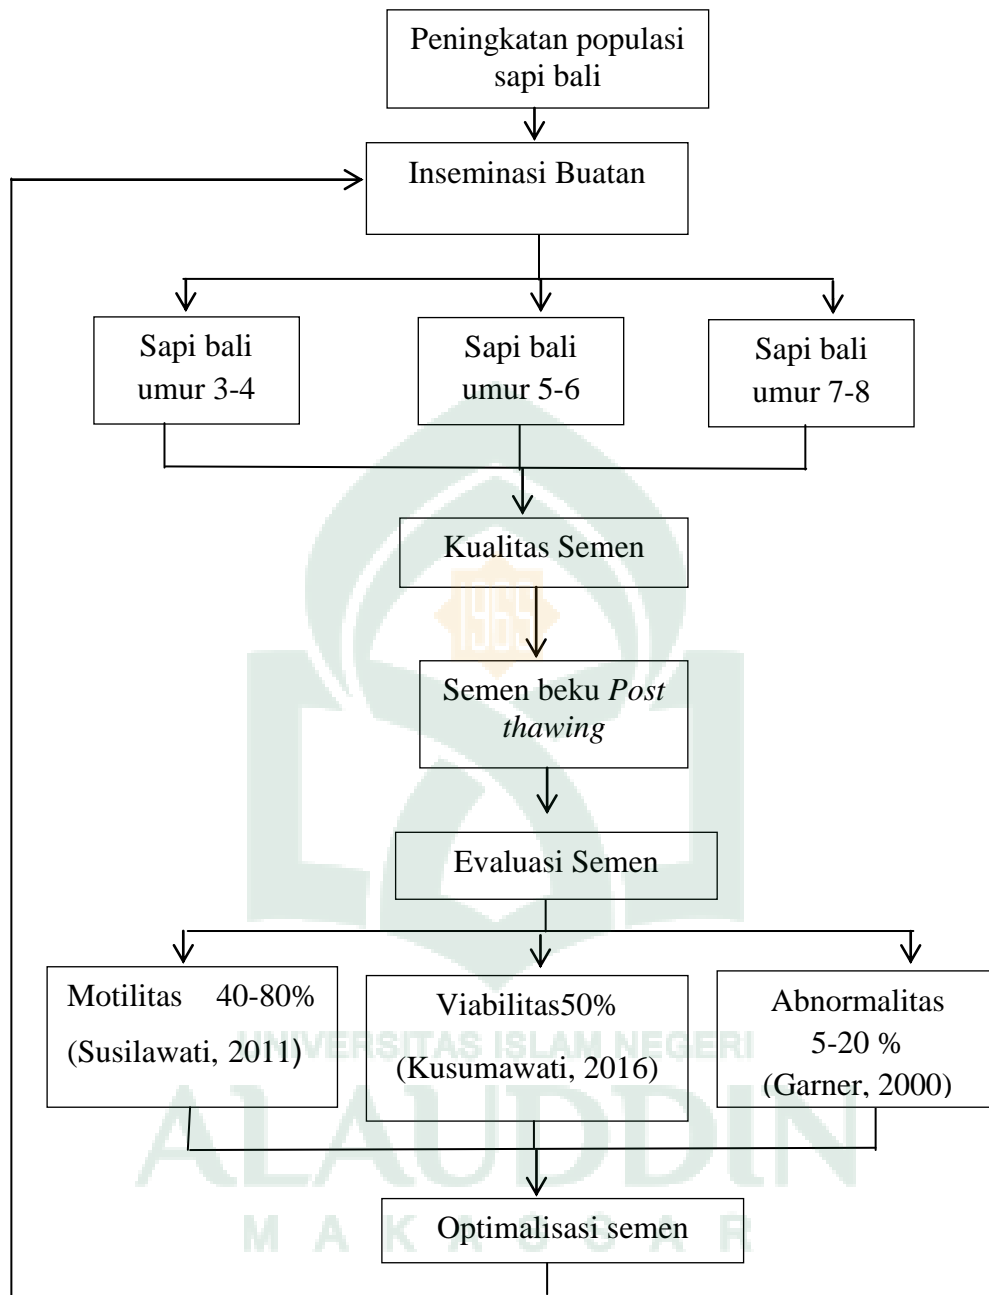 Peningkatan populasi
sapi bali
Inseminasi Buatan
Sapi bali
umur 3-4
Sapi bali
umur 5-6
Sapi bali
umur 7-8
Kualitas Semen
1965
Semen beku Post
thawing
Evaluasi Semen
Motilitas 40-80%
(Susilawati, 2011)
Viabilitas50%
(Kusumawati, 2016)
Abnormalitas
5-20 %
(Garner, 2000)
UNIVERSITAS ISLAM NEGERI
ALAUDDIN
Optimalisasi semen
MAKASSAR